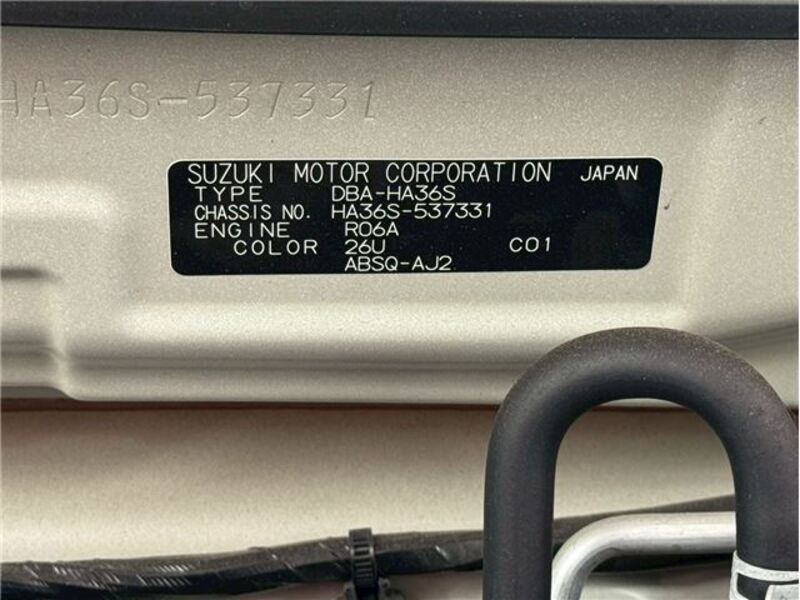 HA36S-537331
SUZUKI MOTOR CORPORATION JAPAN
TYPE DBA-HA36S
CHASSIS NO. HA36S-537331
ENGINE R06A
COLOR 26U C01
ABSQ-AJ2